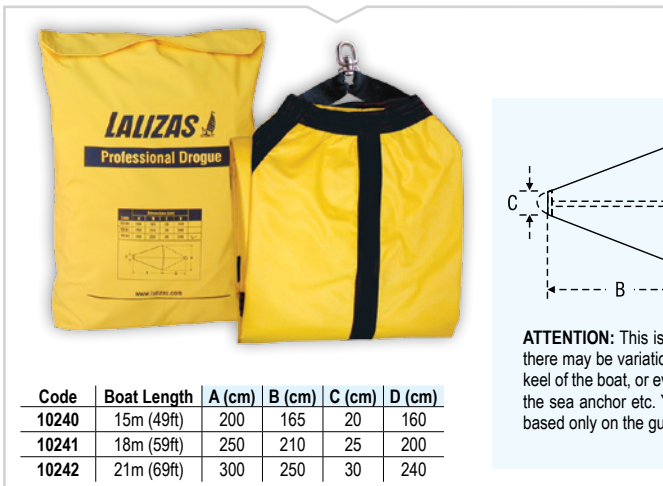 LALIZAS
Professional Drogue
www.lalizas.com
C
B
ATTENTION: This is
there may be variatio
keel of the boat, or ev
the sea anchor etc. Y
based only on the gu
Code Boat Length A (cm) B (cm) C (cm) D (cm)
10240 15m (49ft) 200 165 20 160
10241 18m (59ft) 250 210 25 200
10242 21m (69ft) 300 250 30 240